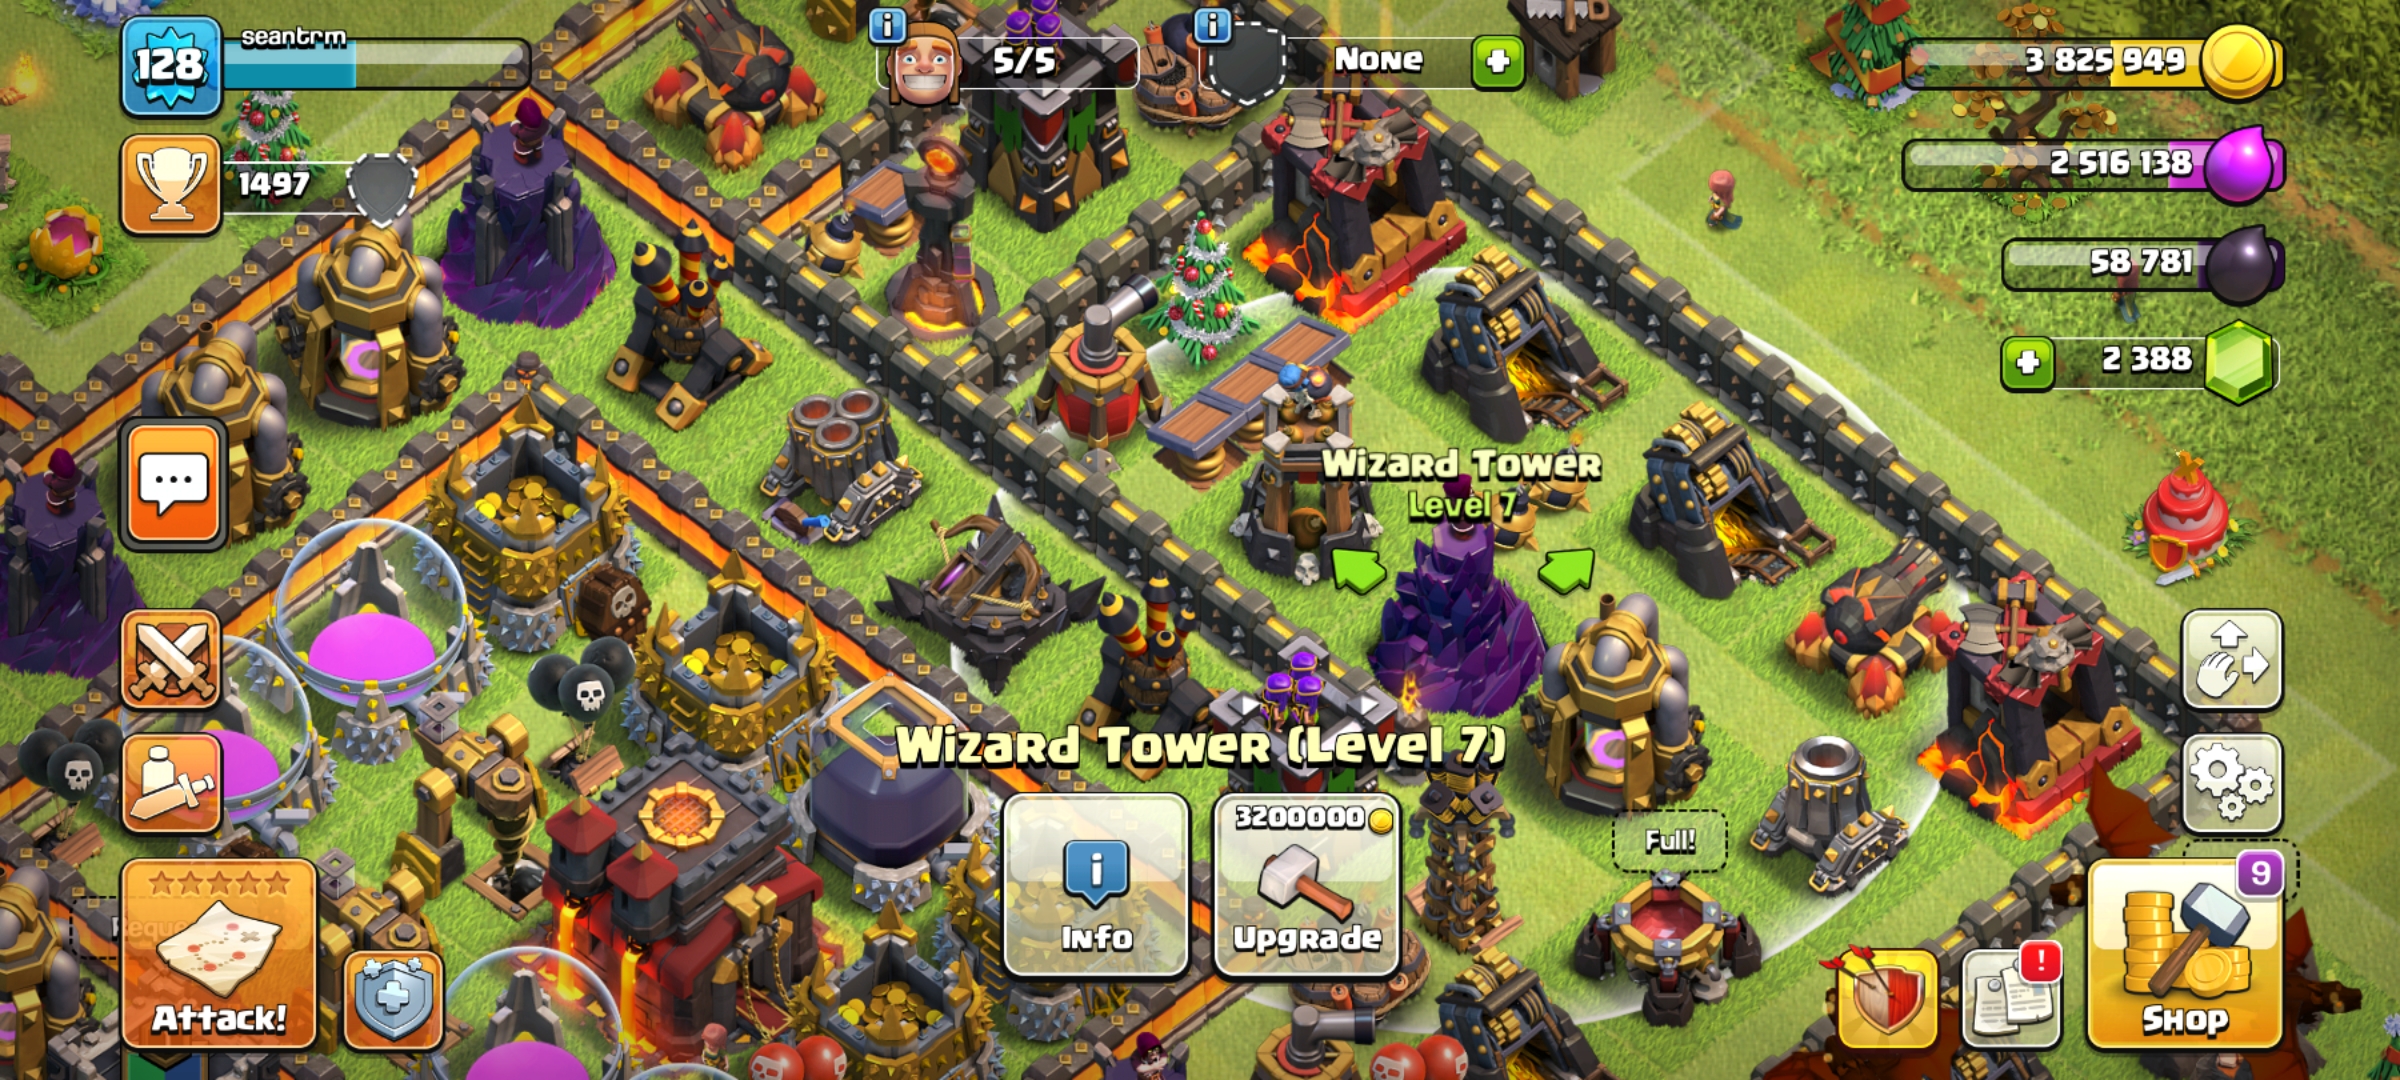 128
seantrm
5/5
None
3 825 949
1497
2 516 138
58 781
2 388
Wizard Tower
Level 7
Wizard Tower (Level 7)
3200000
Info
Upgrade
Full!
9
!
Attack!
Shop